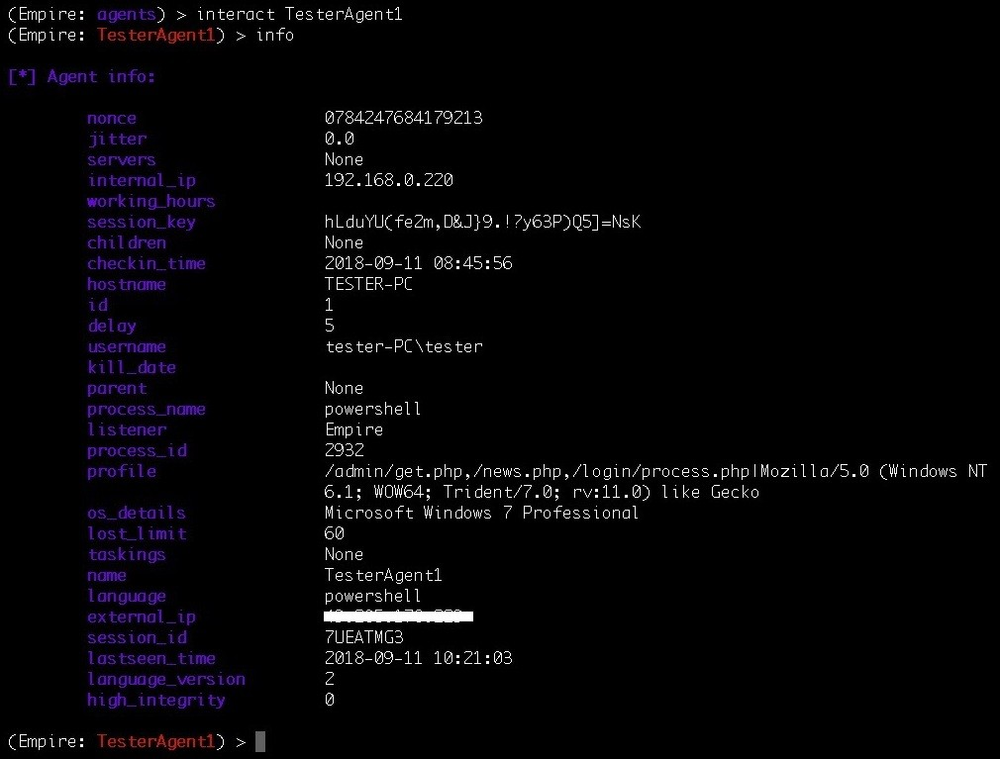 (Empire: agents) > interact TesterAgent1
(Empire: TesterAgent1) > info
[*] Agent info:
nonce 0784247684179213
jitter 0.0
servers None
internal_ip 192.168.0.220
working_hours
session_key hLduYU(fe2m,D&J}9.!?y63P)Q5]=NsK
children None
checkin_time 2018-09-11 08:45:56
hostname TESTER-PC
id 1
delay 5
username tester-PC\tester
kill_date
parent None
process_name powershell
listener Empire
process_id 2932
profile /admin/get.php,/news.php,/login/process.php|Mozilla/5.0 (Windows NT
6.1; WOW64; Trident/7.0; rv:11.0) like Gecko
os_details Microsoft Windows 7 Professional
lost_limit 60
taskings None
name TesterAgent1
language powershell
external_ip
session_id 7UEATMG3
lastseen_time 2018-09-11 10:21:03
language_version 2
high_integrity 0
(Empire: TesterAgent1) >